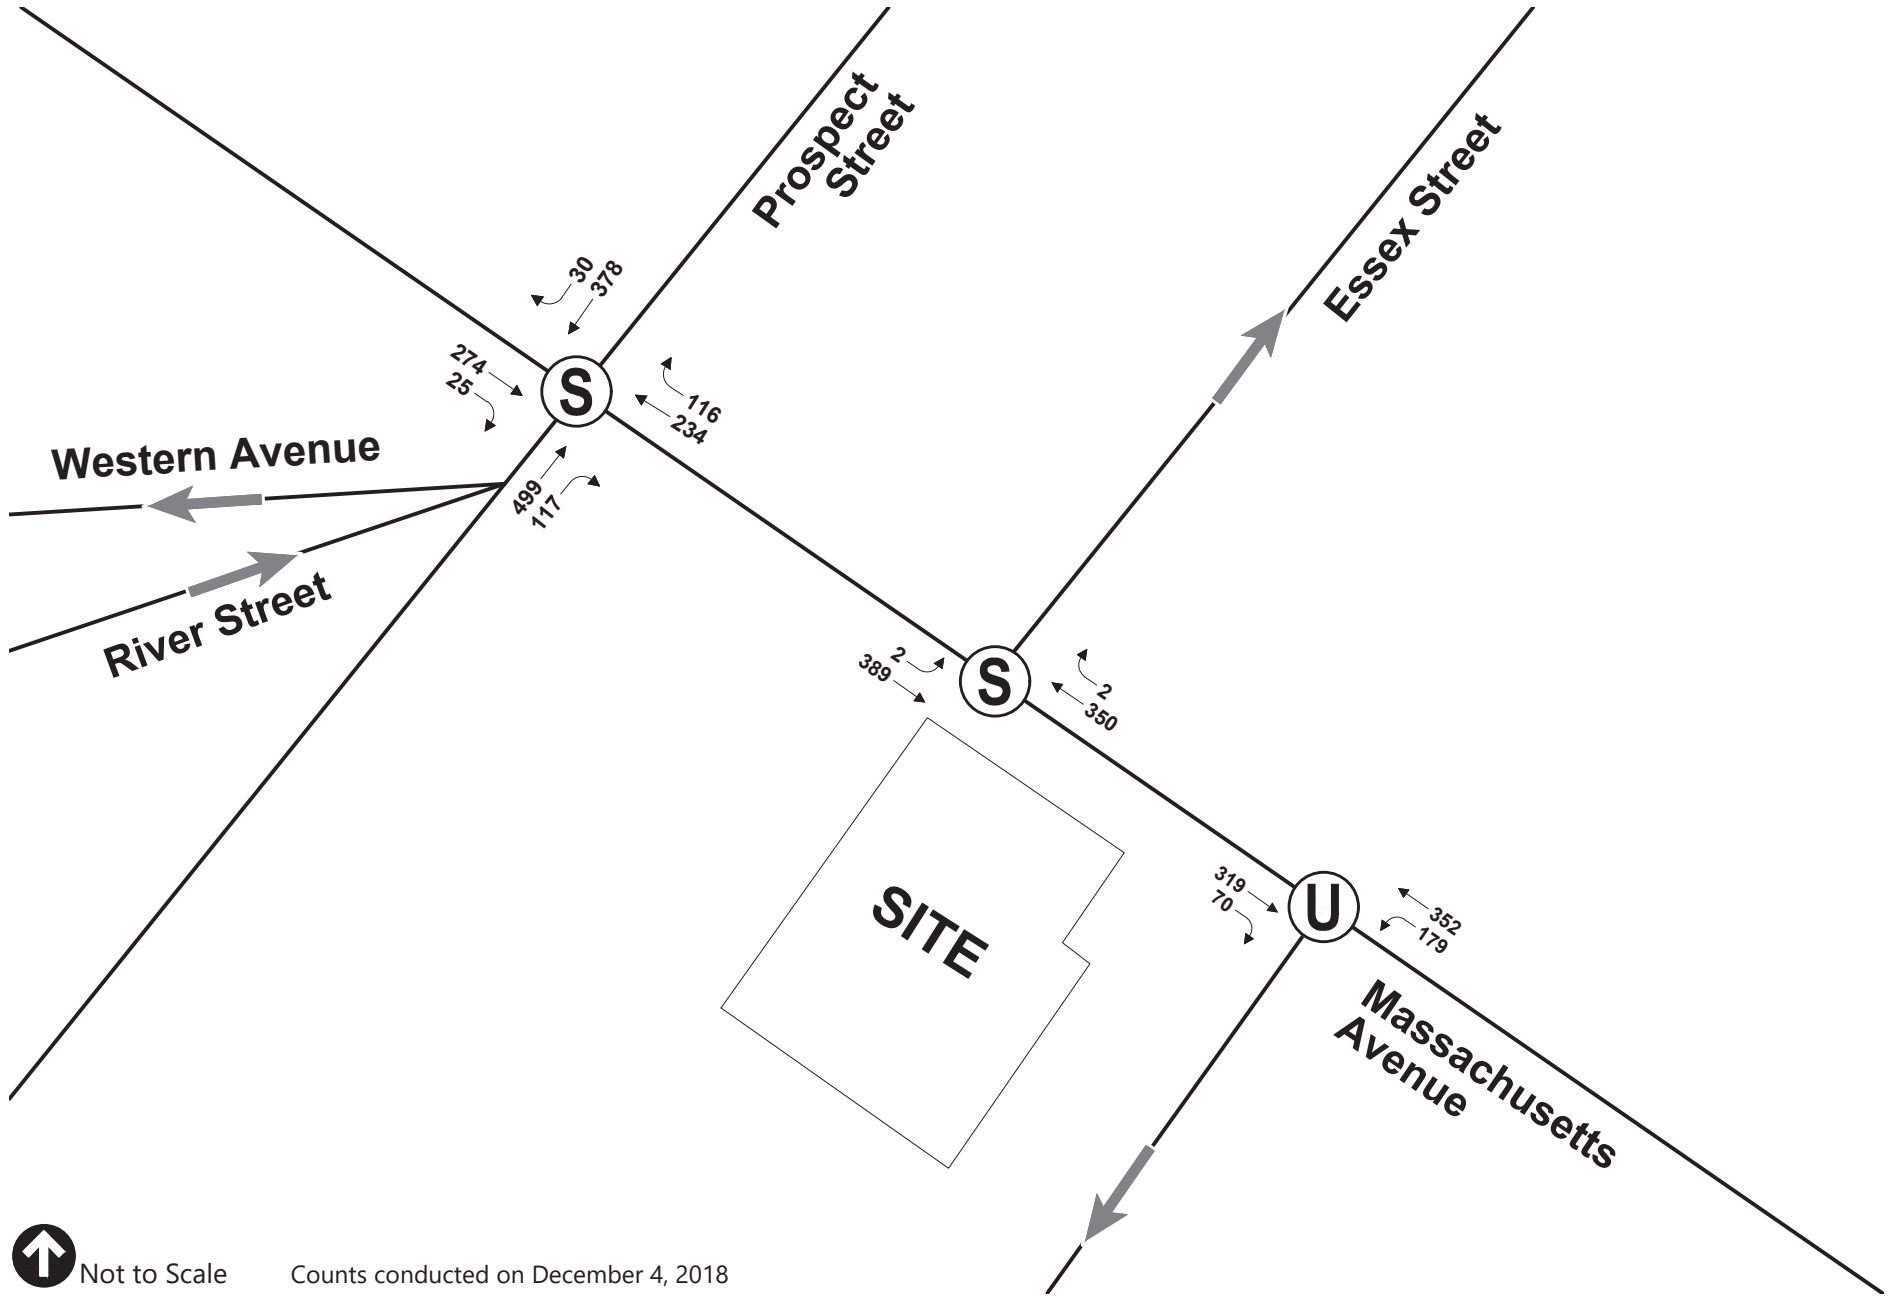 Prospect
Street
Essex Street
30
378
274
25
S
116
234
Western Avenue
499
117
River Street
2
389
S
2
350
SITE
319
70
U
352
179
Massachusetts
Avenue
Not to Scale
Counts conducted on December 4, 2018